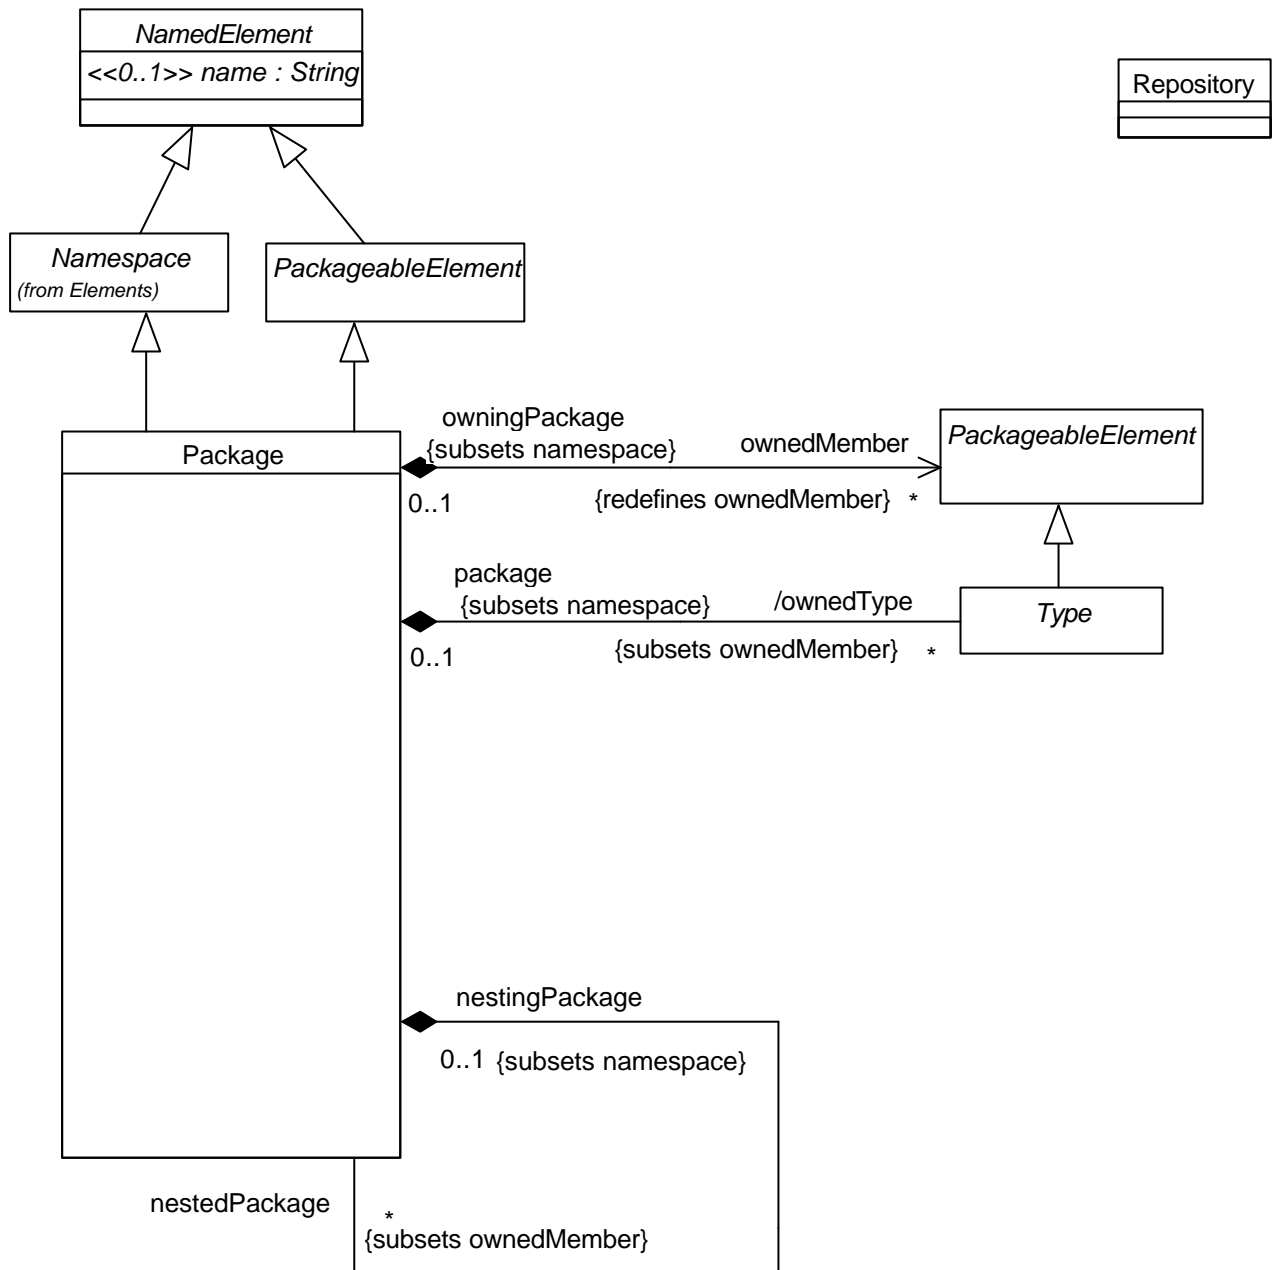 NamedElement
<<0..1>> name : String
Repository
Namespace
(from Elements)
PackageableElement
Package
owningPackage
{subsets namespace}
ownedMember
0..1
{redefines ownedMember} *
PackageableElement
package
{subsets namespace}
/ownedType
0..1
{subsets ownedMember} *
Type
nestingPackage
0..1 {subsets namespace}
nestedPackage
*
{subsets ownedMember}